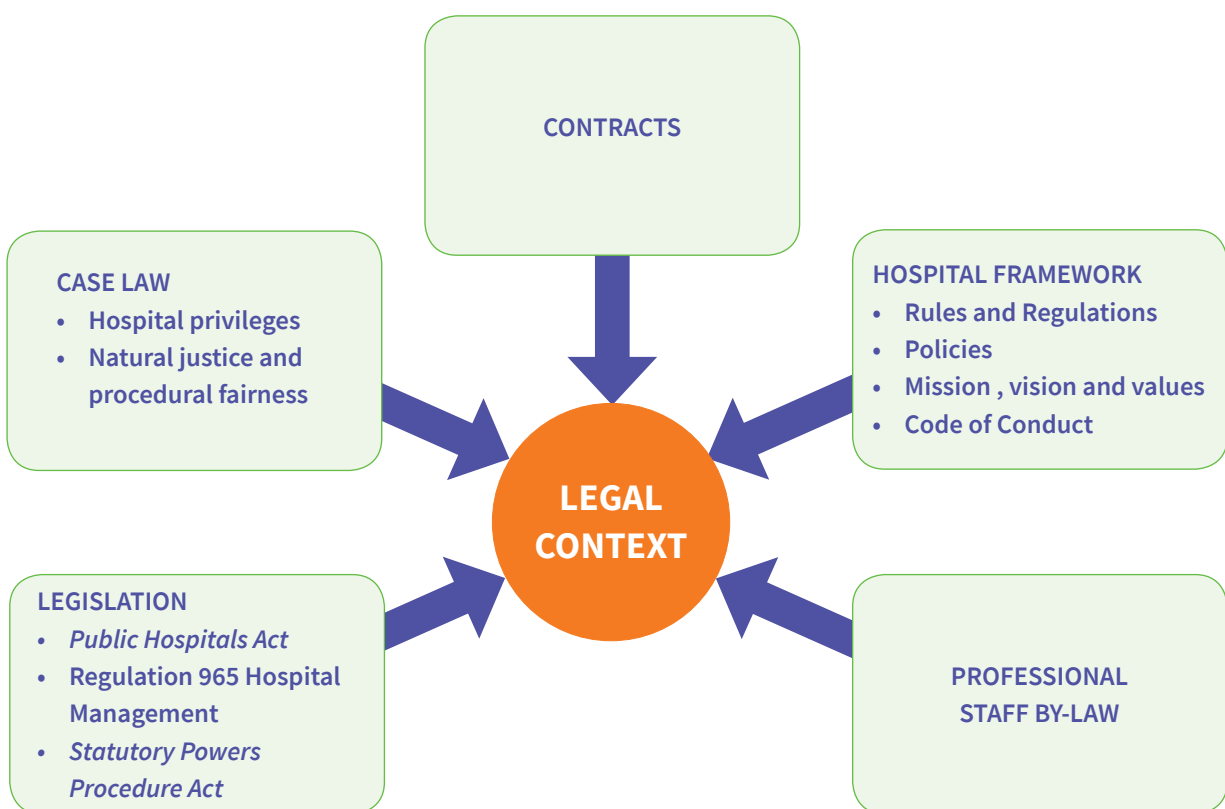 CONTRACTS
CASE LAW
• Hospital privileges
• Natural justice and
procedural fairness
HOSPITAL FRAMEWORK
• Rules and Regulations
• Policies
• Mission , vision and values
• Code of Conduct
LEGAL
CONTEXT
LEGISLATION
• Public Hospitals Act
• Regulation 965 Hospital
Management
• Statutory Powers
Procedure Act
PROFESSIONAL
STAFF BY-LAW